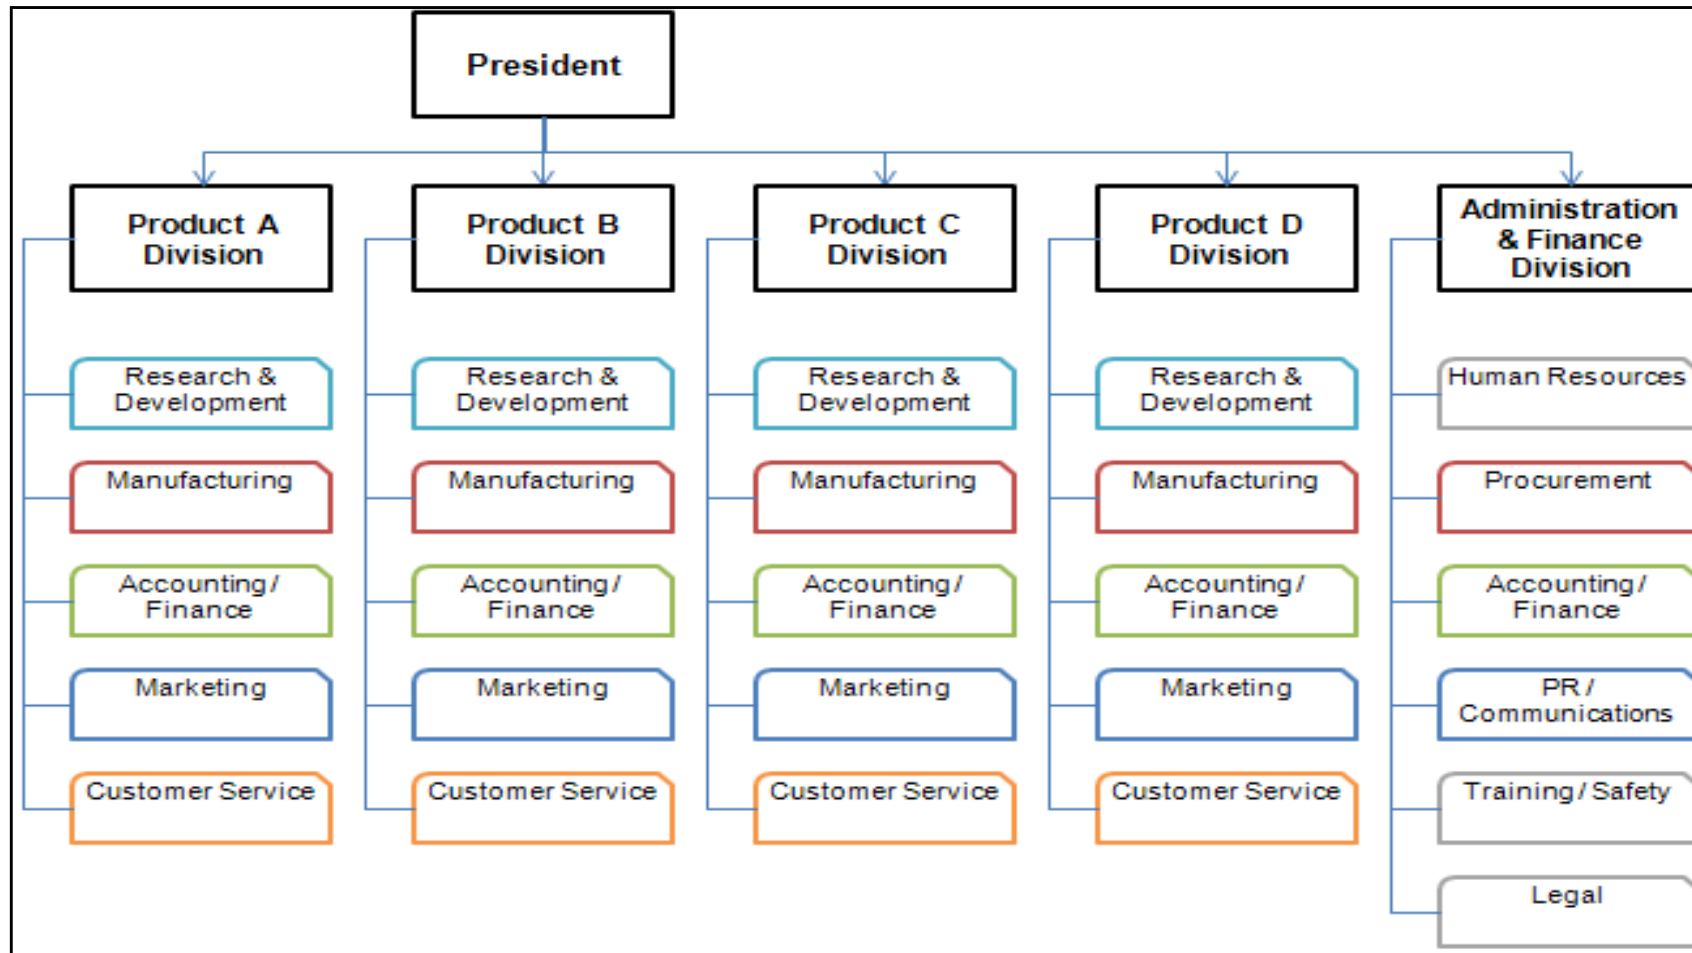 President
Product A
Division
Product B
Division
Product C
Division
Product D
Division
Administration
& Finance
Division
Research &
Development
Research &
Development
Research &
Development
Research &
Development
Human Resources
Manufacturing
Manufacturing
Manufacturing
Manufacturing
Procurement
Accounting /
Finance
Accounting /
Finance
Accounting /
Finance
Accounting /
Finance
Accounting /
Finance
Marketing
Marketing
Marketing
Marketing
PR /
Communications
Customer Service
Customer Service
Customer Service
Customer Service
Training / Safety
Legal